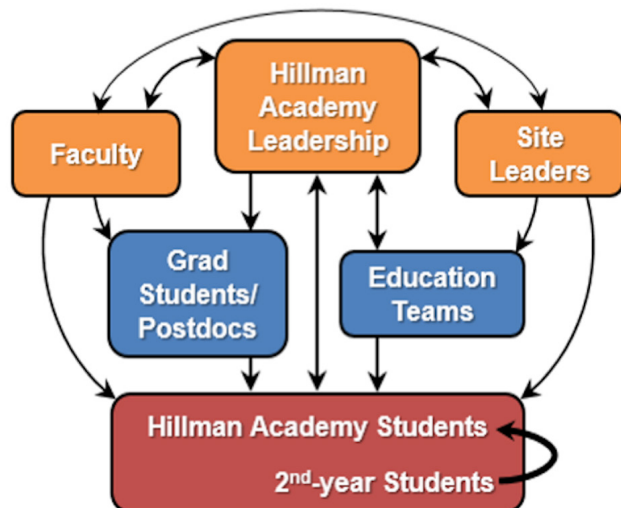 Hillman
Academy
Leadership
Faculty
Site
Leaders
Grad
Students/
Postdocs
Education
Teams
Hillman Academy Students
2nd-year Students